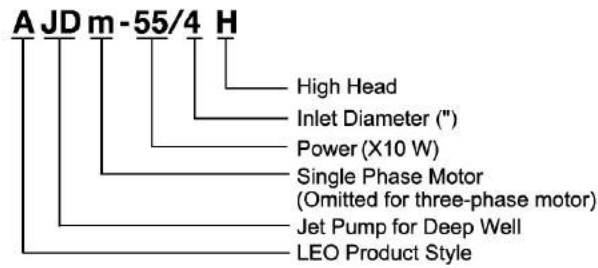 A JD m - 55 / 4 H
High Head
Inlet Diameter (")
Power (X10 W)
Single Phase Motor
(Omitted for three-phase motor)
Jet Pump for Deep Well
LEO Product Style